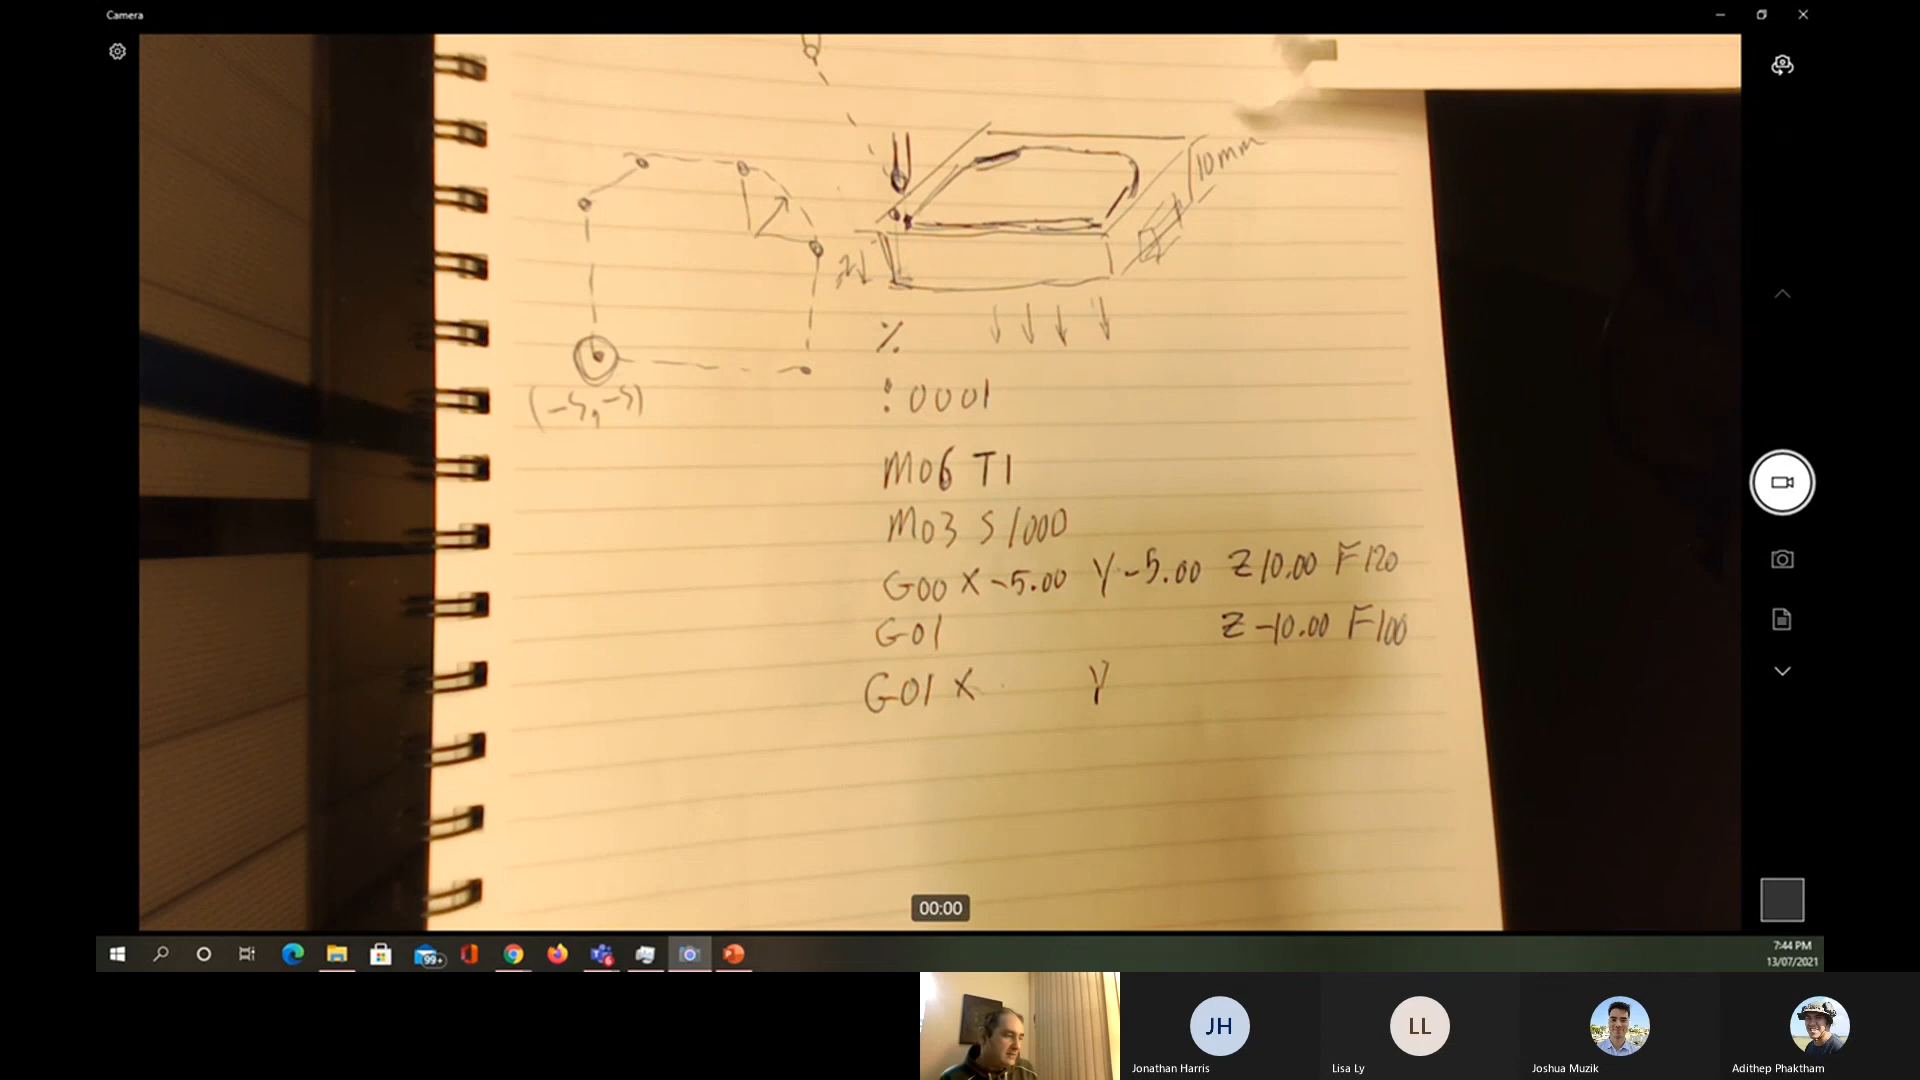 Camera
10mm
(-5,-5)
%
:0001
M06 T1
M03 S1000
G00 X-5.00 Y-5.00 Z10.00 F120
G01 Z-10.00 F100
G01 X Y
00:00
99+
7:44 PM
13/07/2021
JH
LL
Jonathan Harris
Lisa Ly
Joshua Muzik
Adithep Phaktham